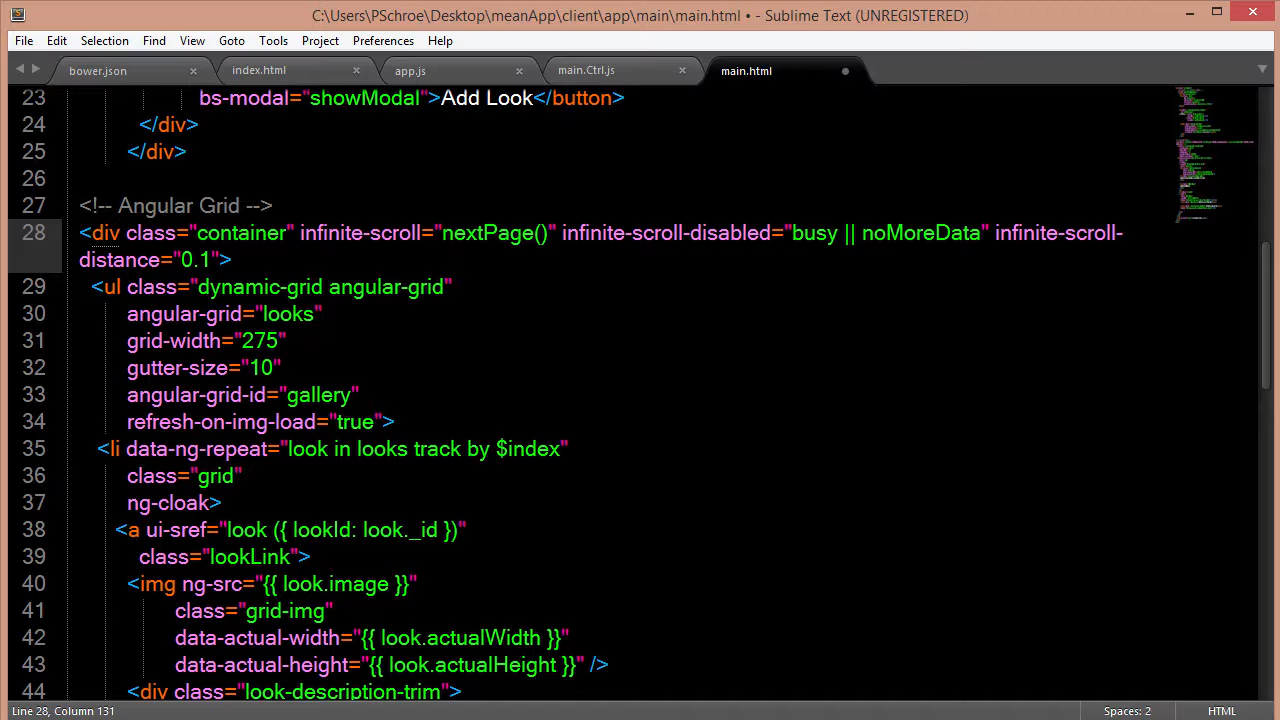 C:\Users\PSchroe\Desktop\meanApp\client\app\main\main.html • - Sublime Text (UNREGISTERED)
File Edit Selection Find View Goto Tools Project Preferences Help
bower.json index.html app.js main.Ctrl.js main.html
23 bs-modal="showModal">Add Look</button>
24 </div>
25 </div>
26
27 <!-- Angular Grid -->
28 <div class="container" infinite-scroll="nextPage()" infinite-scroll-disabled="busy || noMoreData" infinite-scroll-
distance="0.1">
29 <ul class="dynamic-grid angular-grid"
30 angular-grid="looks"
31 grid-width="275"
32 gutter-size="10"
33 angular-grid-id="gallery"
34 refresh-on-img-load="true">
35 <li data-ng-repeat="look in looks track by $index"
36 class="grid"
37 ng-cloak>
38 <a ui-sref="look ({ lookId: look._id })"
39 class="lookLink">
40 <img ng-src="{{ look.image }}"
41 class="grid-img"
42 data-actual-width="{{ look.actualWidth }}"
43 data-actual-height="{{ look.actualHeight }}" />
44 <div class="look-description-trim">
Line 28, Column 131 Spaces: 2 HTML